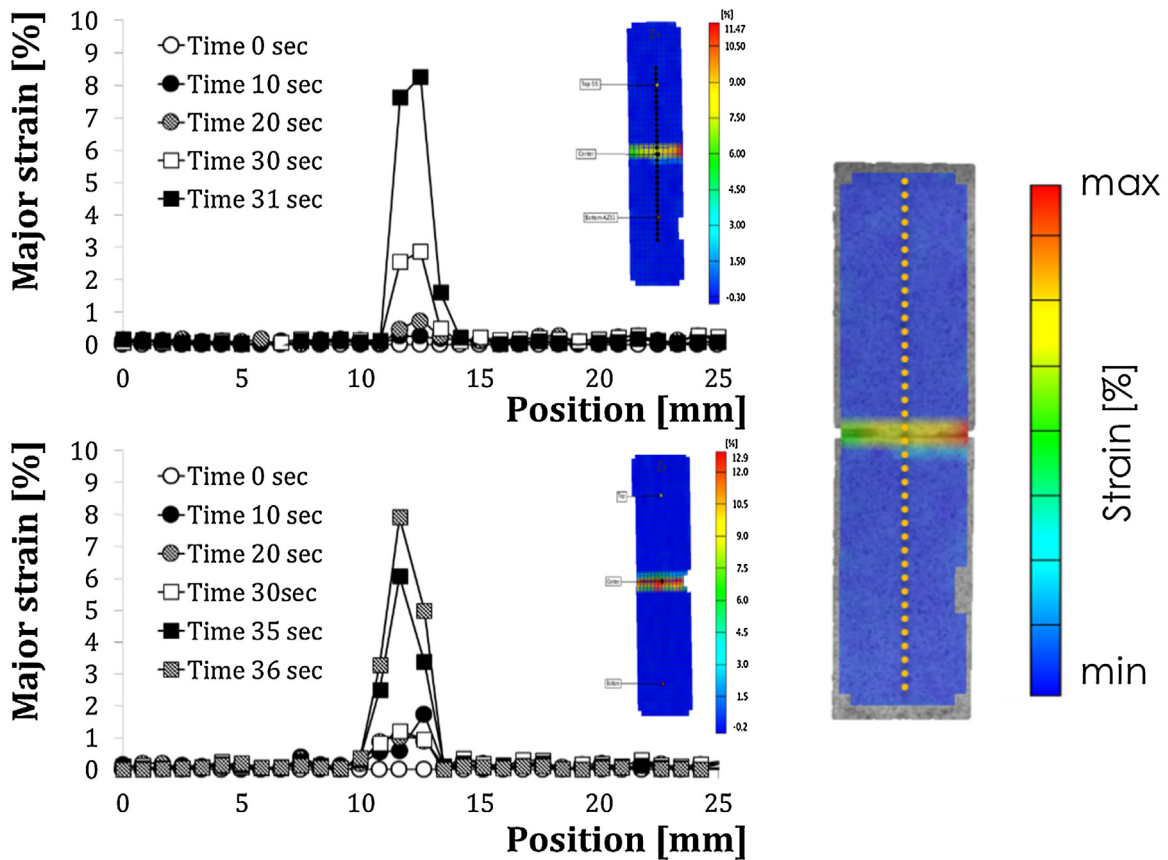 10
9
8
7
6
5
4
3
2
1
0
Major strain [%]
Time 0 sec
Time 10 sec
Time 20 sec
Time 30 sec
Time 31 sec
0 5 10 15 20 25
Position [mm]
[%]
11.47
10.50
9.00
7.50
6.00
4.50
3.00
1.50
-0.30
Center
10
9
8
7
6
5
4
3
2
1
0
Major strain [%]
Time 0 sec
Time 10 sec
Time 20 sec
Time 30sec
Time 35 sec
Time 36 sec
0 5 10 15 20 25
Position [mm]
[%]
12.9
12.0
10.5
9.0
7.5
6.0
4.5
3.0
1.5
-0.2
Top
Center
Bottom
max
Strain [%]
min